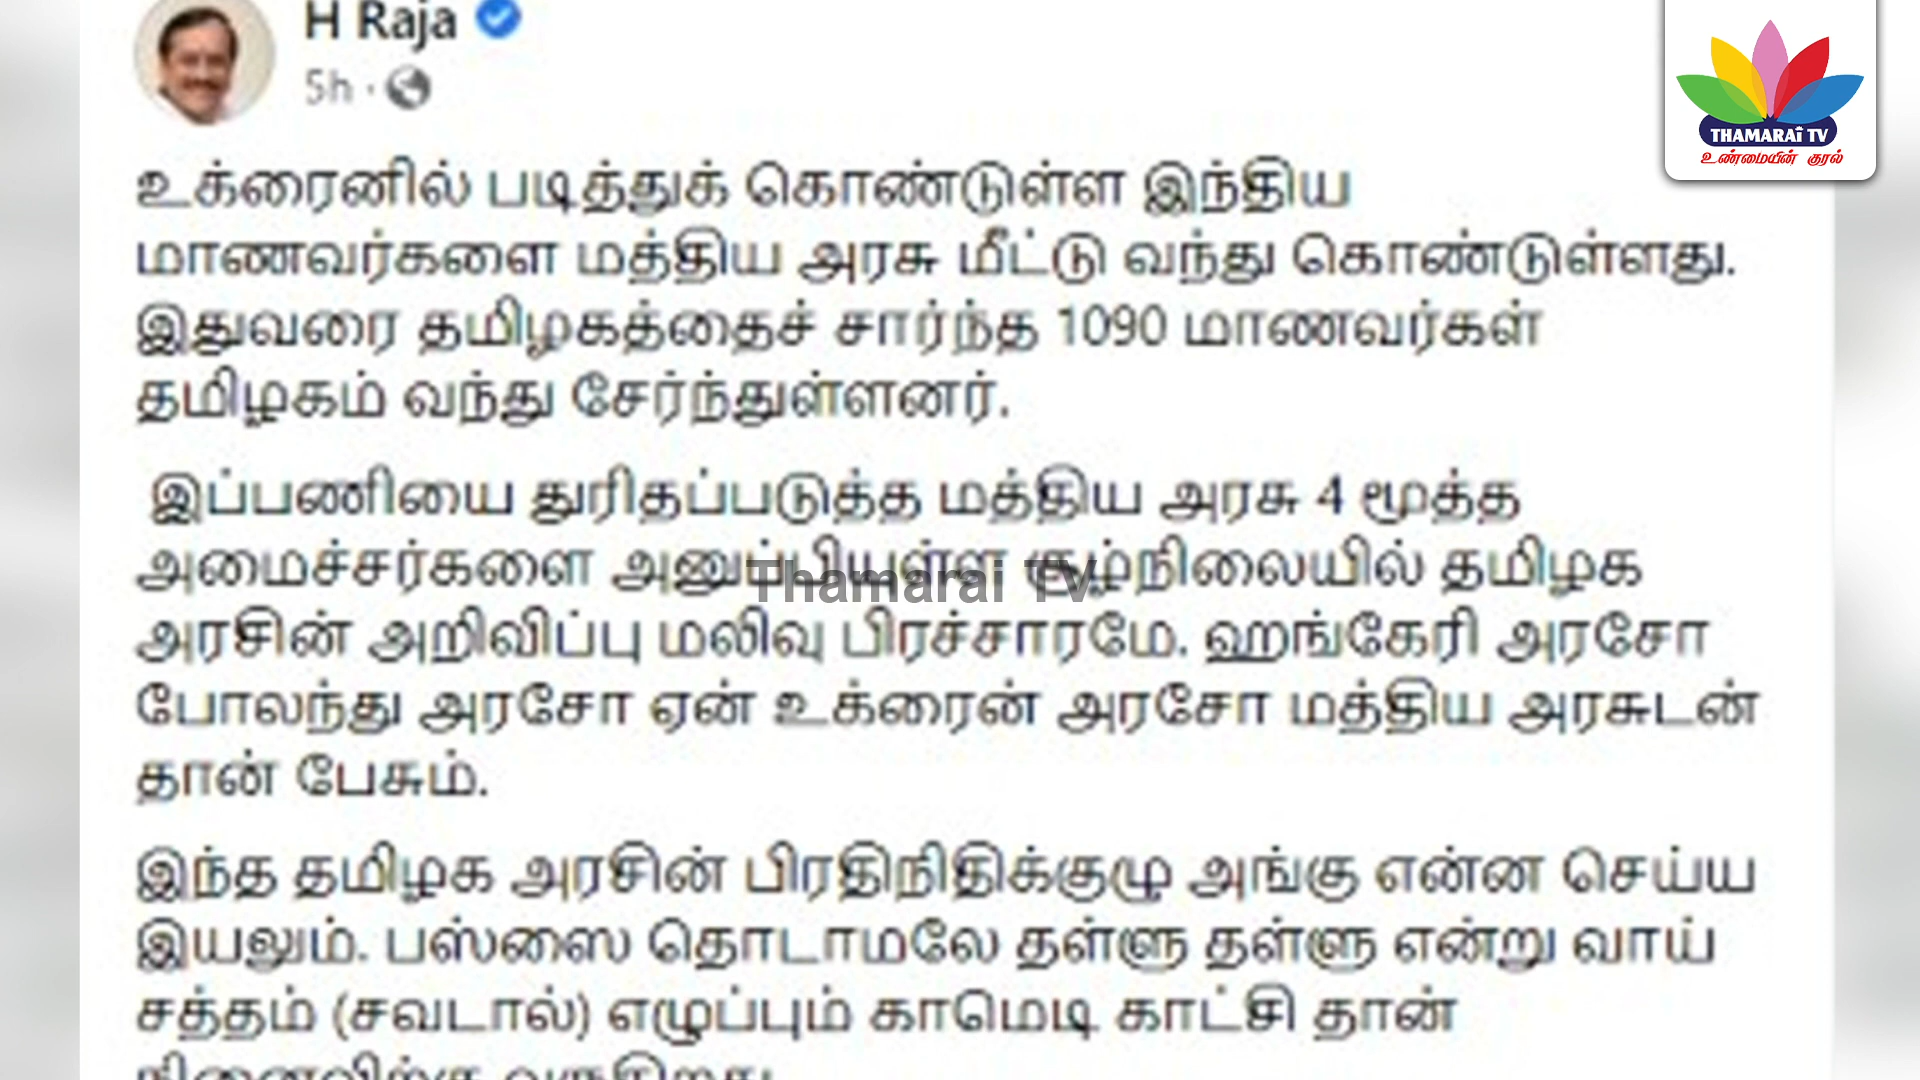 H Raja
5h ·
THAMARAi TV
உண்மையின் குரல்
உக்ரைனில் படித்துக் கொண்டுள்ள இந்திய
மாணவர்களை மத்திய அரசு மீட்டு வந்து கொண்டுள்ளது.
இதுவரை தமிழகத்தைச் சார்ந்த 1090 மாணவர்கள்
தமிழகம் வந்து சேர்ந்துள்ளனர்.
இப்பணியை துரிதப்படுத்த மத்திய அரசு 4 மூத்த
அமைச்சர்களை அனுப்பியுள்ள சூழ்நிலையில் தமிழக
Thamarai TV
அரசின் அறிவிப்பு மலிவு பிரச்சாரமே. ஹங்கேரி அரசோ
போலந்து அரசோ ஏன் உக்ரைன் அரசோ மத்திய அரசுடன்
தான் பேசும்.
இந்த தமிழக அரசின் பிரதிநிதிக்குழு அங்கு என்ன செய்ய
இயலும். பஸ்ஸை தொடாமலே தள்ளு தள்ளு என்று வாய்
சத்தம் (சவடால்) எழுப்பும் காமெடி காட்சி தான்
நினைவிற்கு வருகிறது